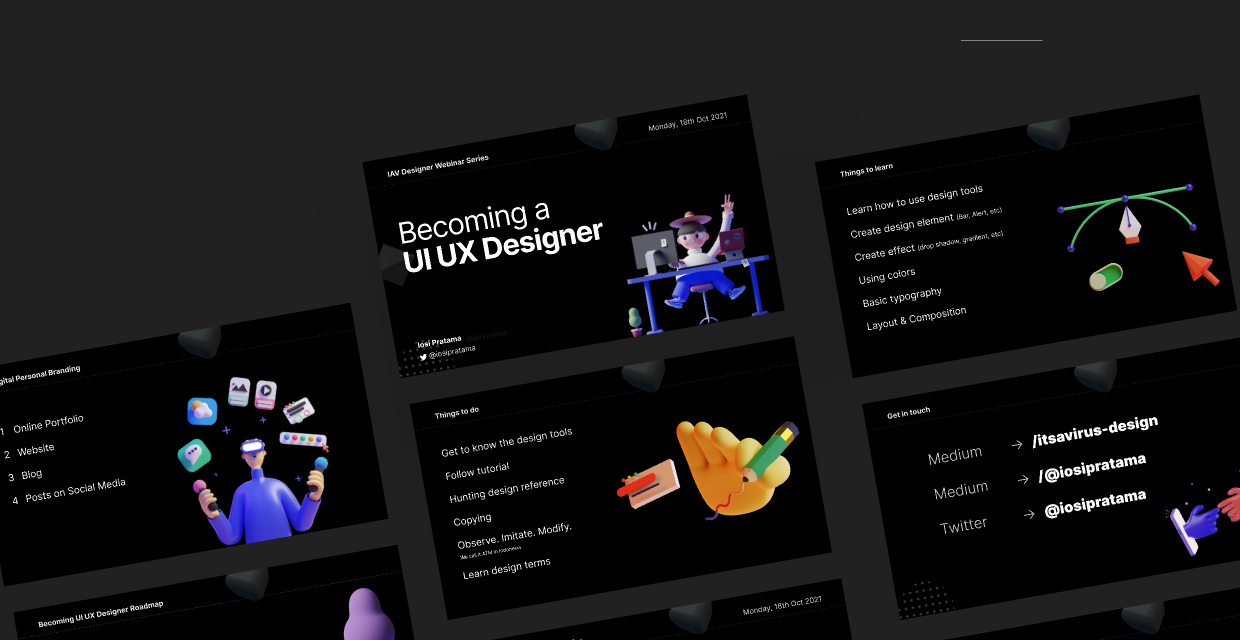 IAV Designer Webinar Series
Monday, 18th Oct 2021
Becoming a
UI UX Designer
Iosi Pratama
@iosipratama
Things to learn
Learn how to use design tools
Create design element (Bar, Alert, etc)
Create effect (drop shadow, gradient, etc)
Using colors
Basic typography
Layout & Composition
gital Personal Branding
1 Online Portfolio
2 Website
3 Blog
4 Posts on Social Media
Things to do
Get to know the design tools
Follow tutorial
Hunting design reference
Copying
Observe. Imitate. Modify.
We call it ATM in Indonesia
Learn design terms
Get in touch
Medium → /itsavirus-design
Medium → /@iosipratama
Twitter → @iosipratama
Becoming UI UX Designer Roadmap
Monday, 18th Oct 2021